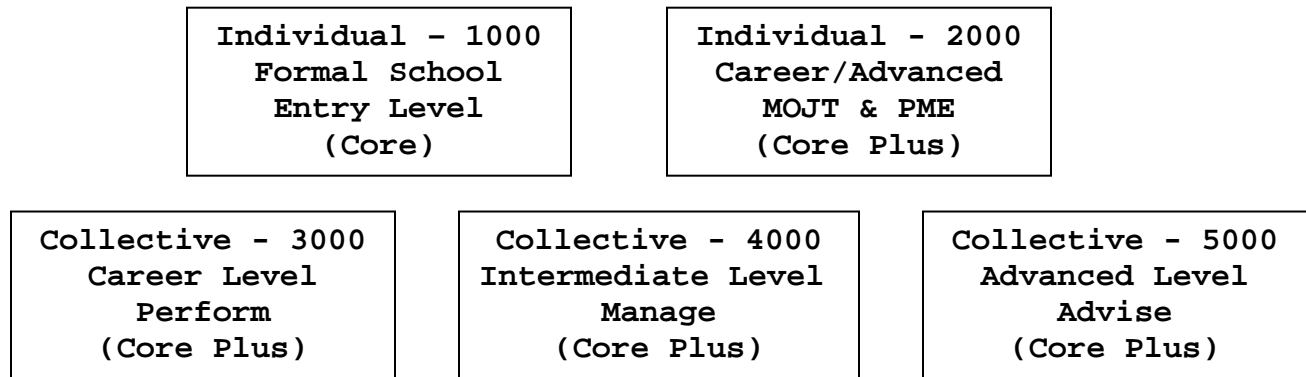 Individual – 1000
Formal School
Entry Level
(Core)
Individual - 2000
Career/Advanced
MOJT & PME
(Core Plus)
Collective - 3000
Career Level
Perform
(Core Plus)
Collective - 4000
Intermediate Level
Manage
(Core Plus)
Collective - 5000
Advanced Level
Advise
(Core Plus)